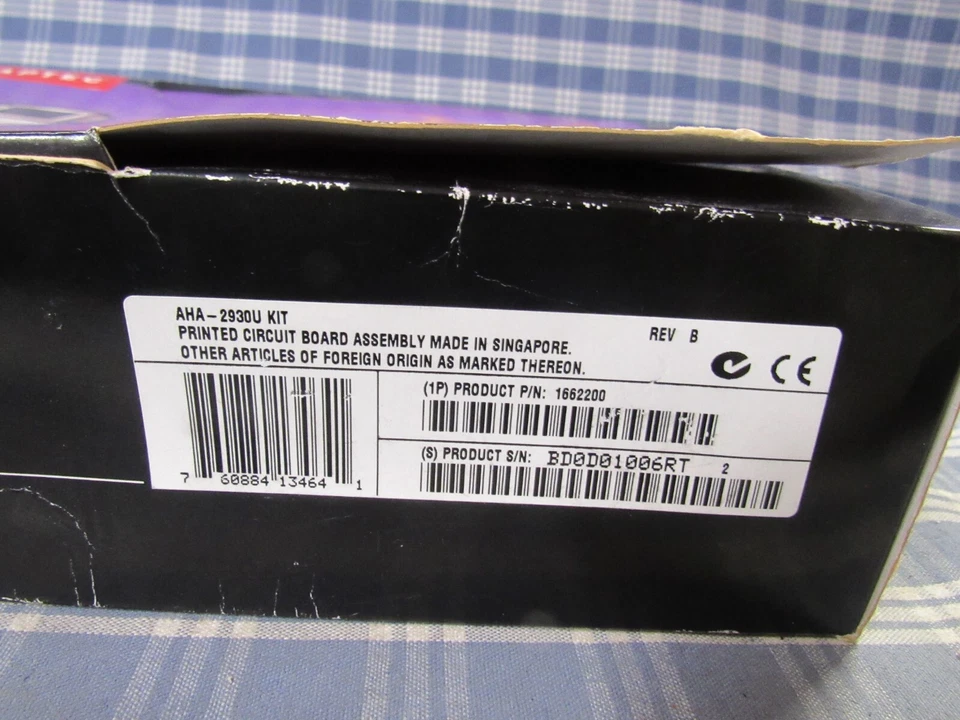 AHA-2930U KIT
REV B
PRINTED CIRCUIT BOARD ASSEMBLY MADE IN SINGAPORE.
OTHER ARTICLES OF FOREIGN ORIGIN AS MARKED THEREON.
CE
(1P) PRODUCT P/N: 1662200
(S) PRODUCT S/N: BD0D01006RT 2
7 60884 13464 1